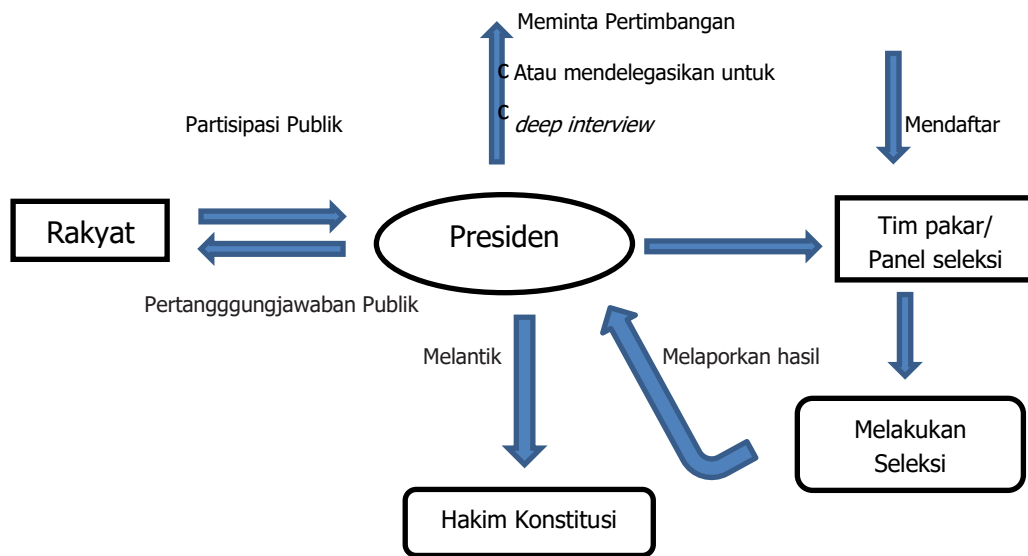 Meminta Pertimbangan
c Atau mendelegasikan untuk
c deep interview
Partisipasi Publik
Mendaftar
Rakyat
Presiden
Tim pakar/
Panel seleksi
Pertangggungjawaban Publik
Melantik
Melaporkan hasil
Melakukan
Seleksi
Hakim Konstitusi